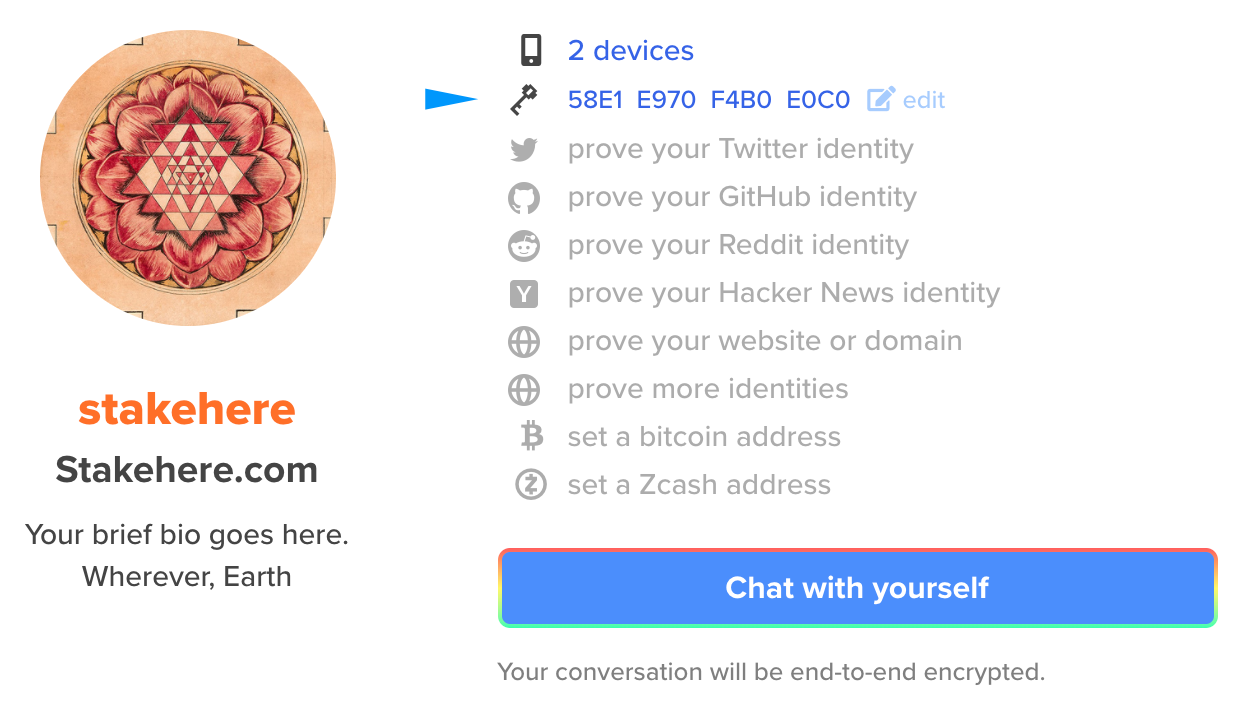 2 devices
58E1 E970 F4B0 E0C0 edit
prove your Twitter identity
prove your GitHub identity
prove your Reddit identity
prove your Hacker News identity
prove your website or domain
prove more identities
set a bitcoin address
set a Zcash address
stakehere
Stakehere.com
Your brief bio goes here.
Wherever, Earth
Chat with yourself
Your conversation will be end-to-end encrypted.